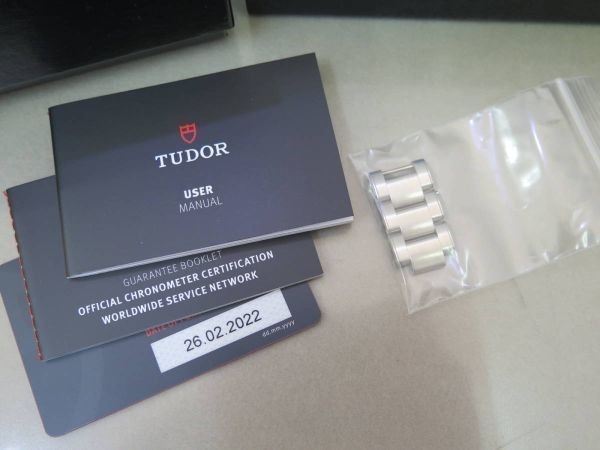 TUDOR
USER
MANUAL
GUARANTEE BOOKLET
OFFICIAL CHRONOMETER CERTIFICATION
WORLDWIDE SERVICE NETWORK
26.02.2022
dd.mm.yyyy